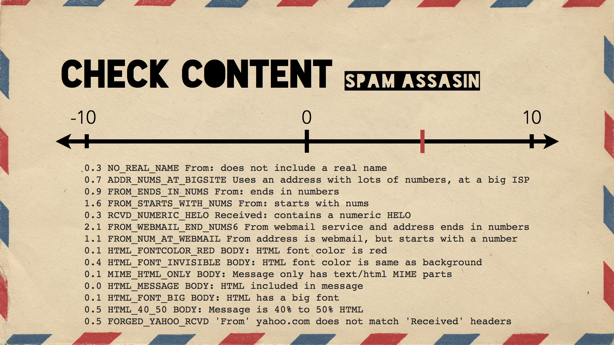 CHECK CONTENT SPAM ASSASIN
-10 0 10
0.3 NO_REAL_NAME From: does not include a real name
0.7 ADDR_NUMS_AT_BIGSITE Uses an address with lots of numbers, at a big ISP
0.9 FROM_ENDS_IN_NUMS From: ends in numbers
1.6 FROM_STARTS_WITH_NUMS From: starts with nums
0.3 RCVD_NUMERIC_HELO Received: contains a numeric HELO
2.1 FROM_WEBMAIL_END_NUMS6 From webmail service and address ends in numbers
1.1 FROM_NUM_AT_WEBMAIL From address is webmail, but starts with a number
0.1 HTML_FONTCOLOR_RED BODY: HTML font color is red
0.4 HTML_FONT_INVISIBLE BODY: HTML font color is same as background
0.1 MIME_HTML_ONLY BODY: Message only has text/html MIME parts
0.0 HTML_MESSAGE BODY: HTML included in message
0.1 HTML_FONT_BIG BODY: HTML has a big font
0.5 HTML_40_50 BODY: Message is 40% to 50% HTML
0.5 FORGED_YAHOO_RCVD 'From' yahoo.com does not match 'Received' headers